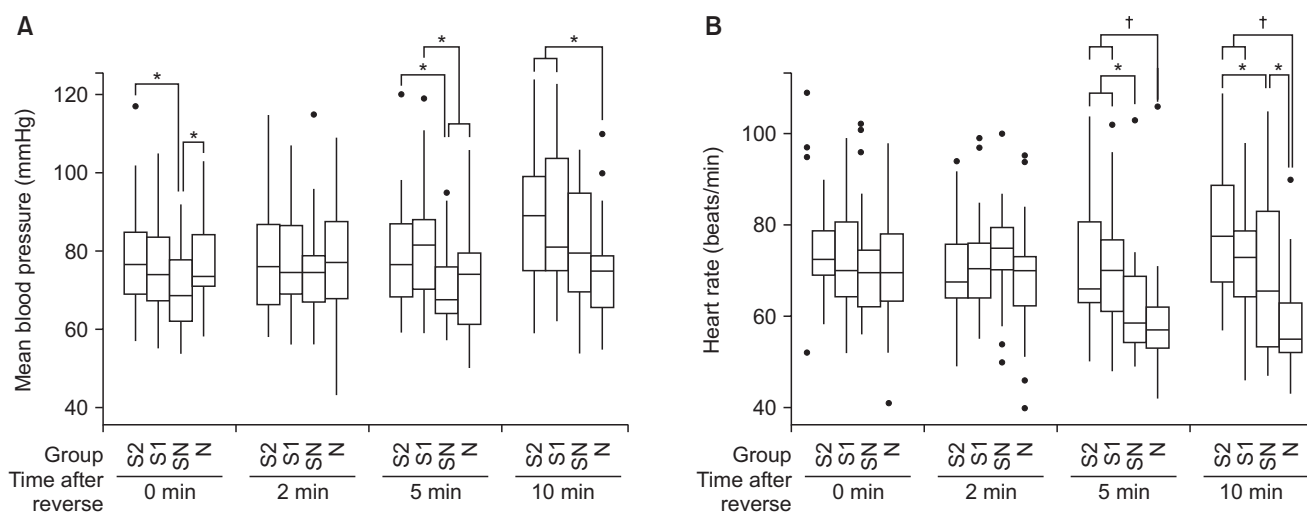 A
Mean blood pressure (mmHg)
120
100
80
60
40
* * * * * 
Group S2 S1 SN N S2 S1 SN N S2 S1 SN N S2 S1 SN N
Time after reverse 0 min 2 min 5 min 10 min
B
Heart rate (beats/min)
100
80
60
40
† * † * *
Group S2 S1 SN N S2 S1 SN N S2 S1 SN N S2 S1 SN N
Time after reverse 0 min 2 min 5 min 10 min